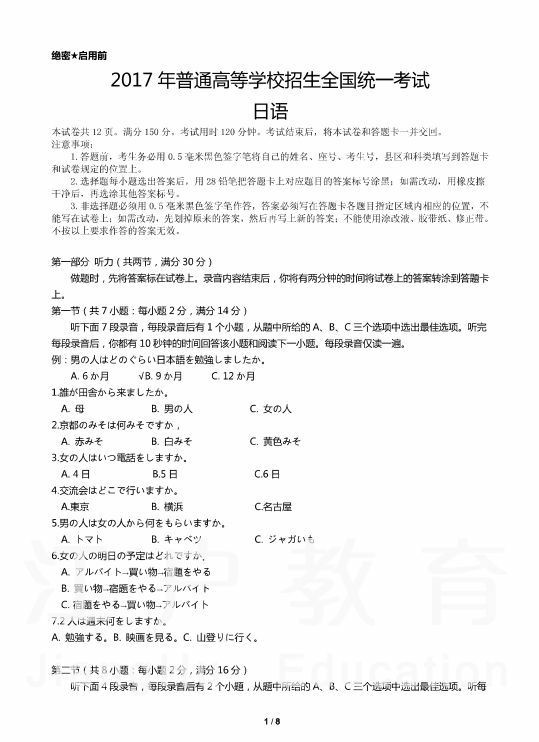 绝密★启用前
2017 年普通高等学校招生全国统一考试
日语
本试卷共 12 页。满分 150 分。考试用时 120 分钟。考试结束后，将本试卷和答题卡一并交回。
注意事项：
1. 答题前，考生务必用 0.5 毫米黑色签字笔将自己的姓名、座号、考生号，县区和科类填写到答题卡
和试卷规定的位置上。
2. 选择题每小题选出答案后，用 2B 铅笔把答题卡上对应题目的答案标号涂黑；如需改动，用橡皮擦
干净后，再选涂其他答案标号。
3. 非选择题必须用 0.5 毫米黑色签字笔作答，答案必须写在答题卡各题目指定区域内相应的位置，不
能写在试卷上；如需改动，先划掉原来的答案，然后再写上新的答案；不能使用涂改液、胶带纸、修正带。
不按以上要求作答的答案无效。
第一部分 听力（共两节，满分 30 分）
做题时，先将答案标在试卷上。录音内容结束后，你将有两分钟的时间将试卷上的答案转涂到答题卡
上。
第一节（共 7 小题：每小题 2 分，满分 14 分）
听下面 7 段录音，每段录音后有 1 个小题，从题中所给的 A、B、C 三个选项中选出最佳选项。听完
每段录音后，你都有 10 秒钟的时间回答该小题和阅读下一小题。每段录音仅读一遍。
例：男の人はどのぐらい日本語を勉強しましたか。
A. 6 か月 √B. 9 か月 C. 12 か月
1.誰が田舎から来ましたか。
A. 母 B. 男の人 C. 女の人
2.京都のみそは何みそですか，
A. 赤みそ B. 白みそ C. 黄色みそ
3.女の人はいつ電話をしますか。
A. 4 日 B.5 日 C.6 日
4.交流会はどこで行いますか。
A.東京 B. 横浜 C.名古屋
5.男の人は女の人から何をもらいますか。
A. トマト B. キャベツ C. ジャガいも
6.女の人の明日の予定はどれですか。
A. アルバイト→買い物→宿題をやる
B. 買い物→宿題をやる→アルバイト
C. 宿題をやる→買い物→アルバイト
7.2 人は週末何をしますか。
A. 勉強する。B. 映画を見る。C. 山登りに行く。
第二节（共 8 小题：每小题 2 分，满分 16 分）
听下面 4 段录音，每段录音后有 2 个小题，从题中所给的 A、B、C 三个选项中选出最佳选项。听每
1 / 8